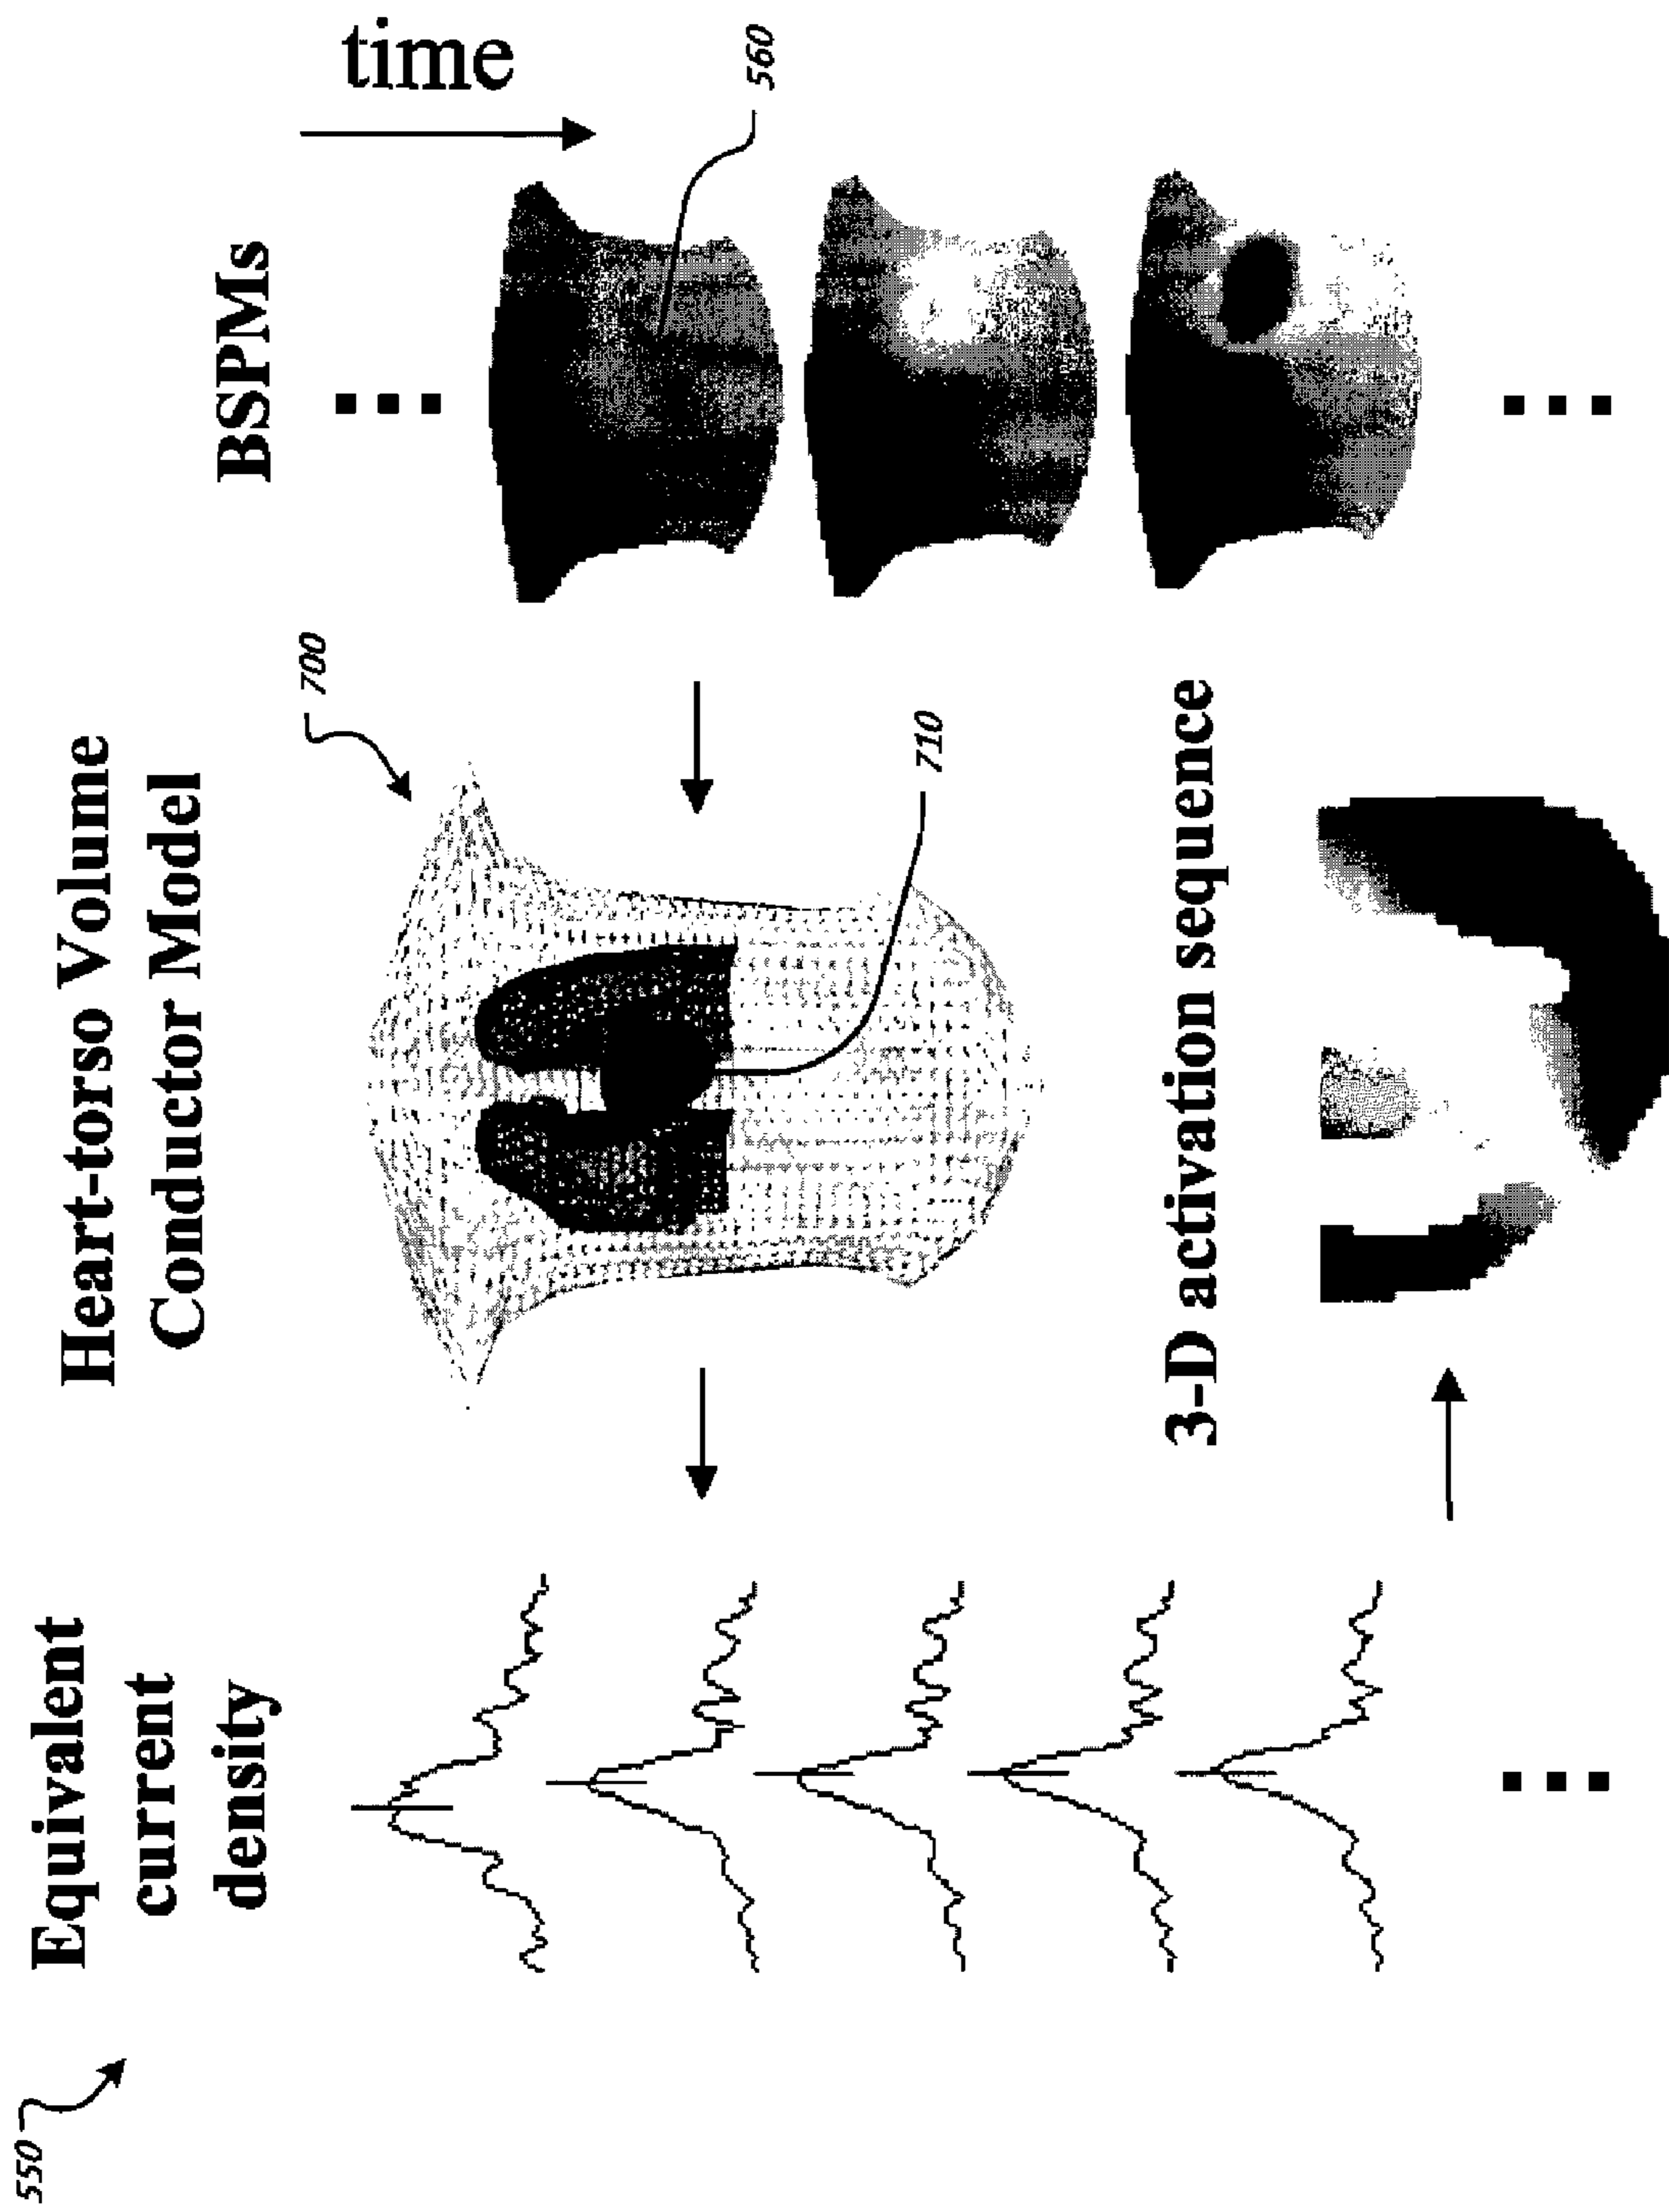 550
Equivalent
current
density
Heart-torso Volume
Conductor Model
700
710
BSPMs
time
560
3-D activation sequence